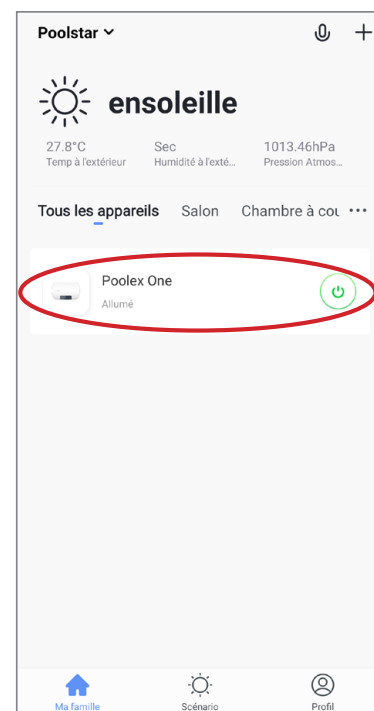 Poolstar
ensoleille
27.8°C Sec 1013.46hPa
Temp à l'extérieur Humidité à l'exté... Pression Atmos...
Tous les appareils Salon Chambre à cou ...
Poolex One
Allumé
Ma famille Scénario Profil